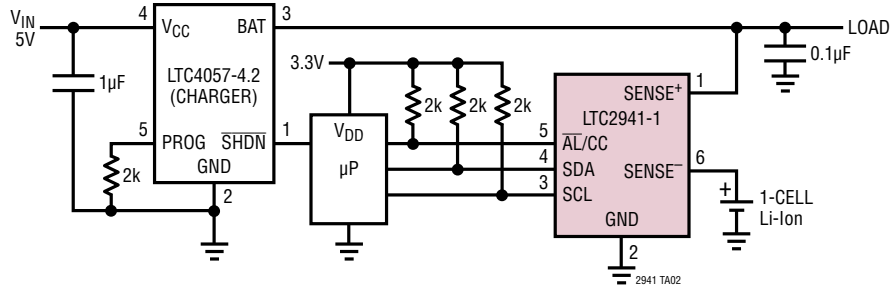 VIN
5V
4
VCC
BAT
3
LTC4057-4.2
(CHARGER)
1µF
5
PROG
SHDN
1
GND
2
2k
3.3V
VDD
µP
2k
2k
2k
LOAD
0.1µF
SENSE+
1
LTC2941-1
5
AL/CC
4
SDA
3
SCL
SENSE–
6
GND
2
+
1-CELL
Li-Ion
2941 TA02